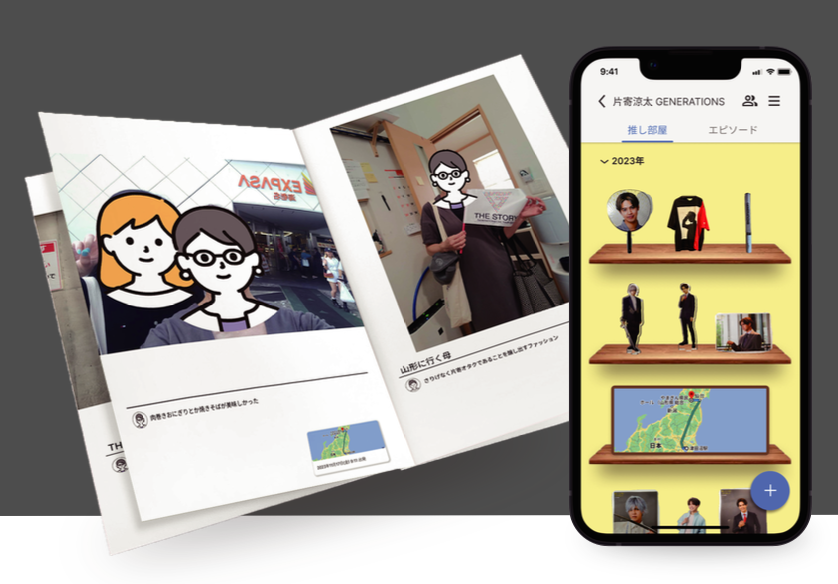 EXPASA
THE STORY
山形に行く母
さりげなく片寄オタクであることを醸し出すファッション
肉巻きおにぎりとか焼きそばが美味しかった
TH
9:41
片寄涼太 GENERATIONS
推し部屋
エピソード
2023年
日本